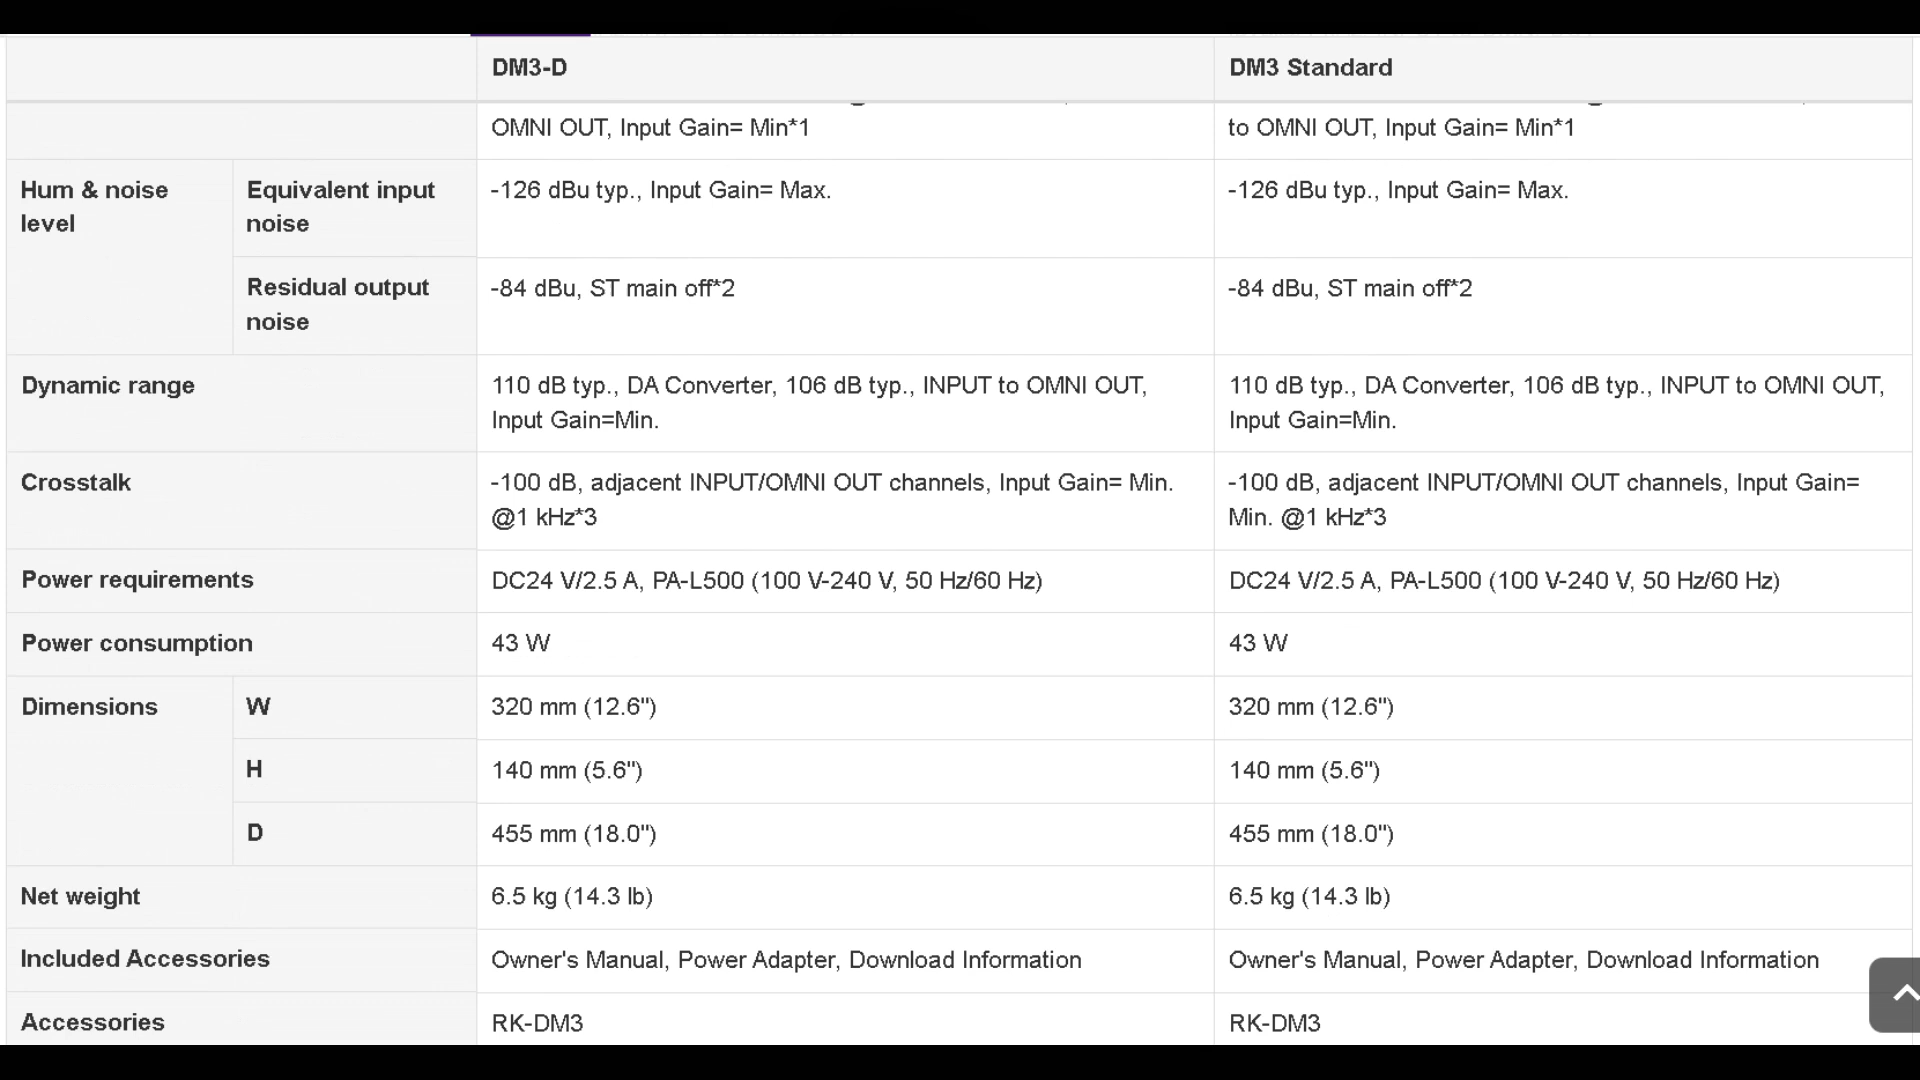 DM3-D DM3 Standard
OMNI OUT, Input Gain= Min*1 to OMNI OUT, Input Gain= Min*1
Hum & noise level Equivalent input noise -126 dBu typ., Input Gain= Max. -126 dBu typ., Input Gain= Max.
Residual output noise -84 dBu, ST main off*2 -84 dBu, ST main off*2
Dynamic range 110 dB typ., DA Converter, 106 dB typ., INPUT to OMNI OUT, Input Gain=Min. 110 dB typ., DA Converter, 106 dB typ., INPUT to OMNI OUT, Input Gain=Min.
Crosstalk -100 dB, adjacent INPUT/OMNI OUT channels, Input Gain= Min. @1 kHz*3 -100 dB, adjacent INPUT/OMNI OUT channels, Input Gain= Min. @1 kHz*3
Power requirements DC24 V/2.5 A, PA-L500 (100 V-240 V, 50 Hz/60 Hz) DC24 V/2.5 A, PA-L500 (100 V-240 V, 50 Hz/60 Hz)
Power consumption 43 W 43 W
Dimensions W 320 mm (12.6") 320 mm (12.6")
H 140 mm (5.6") 140 mm (5.6")
D 455 mm (18.0") 455 mm (18.0")
Net weight 6.5 kg (14.3 lb) 6.5 kg (14.3 lb)
Included Accessories Owner's Manual, Power Adapter, Download Information Owner's Manual, Power Adapter, Download Information
Accessories RK-DM3 RK-DM3